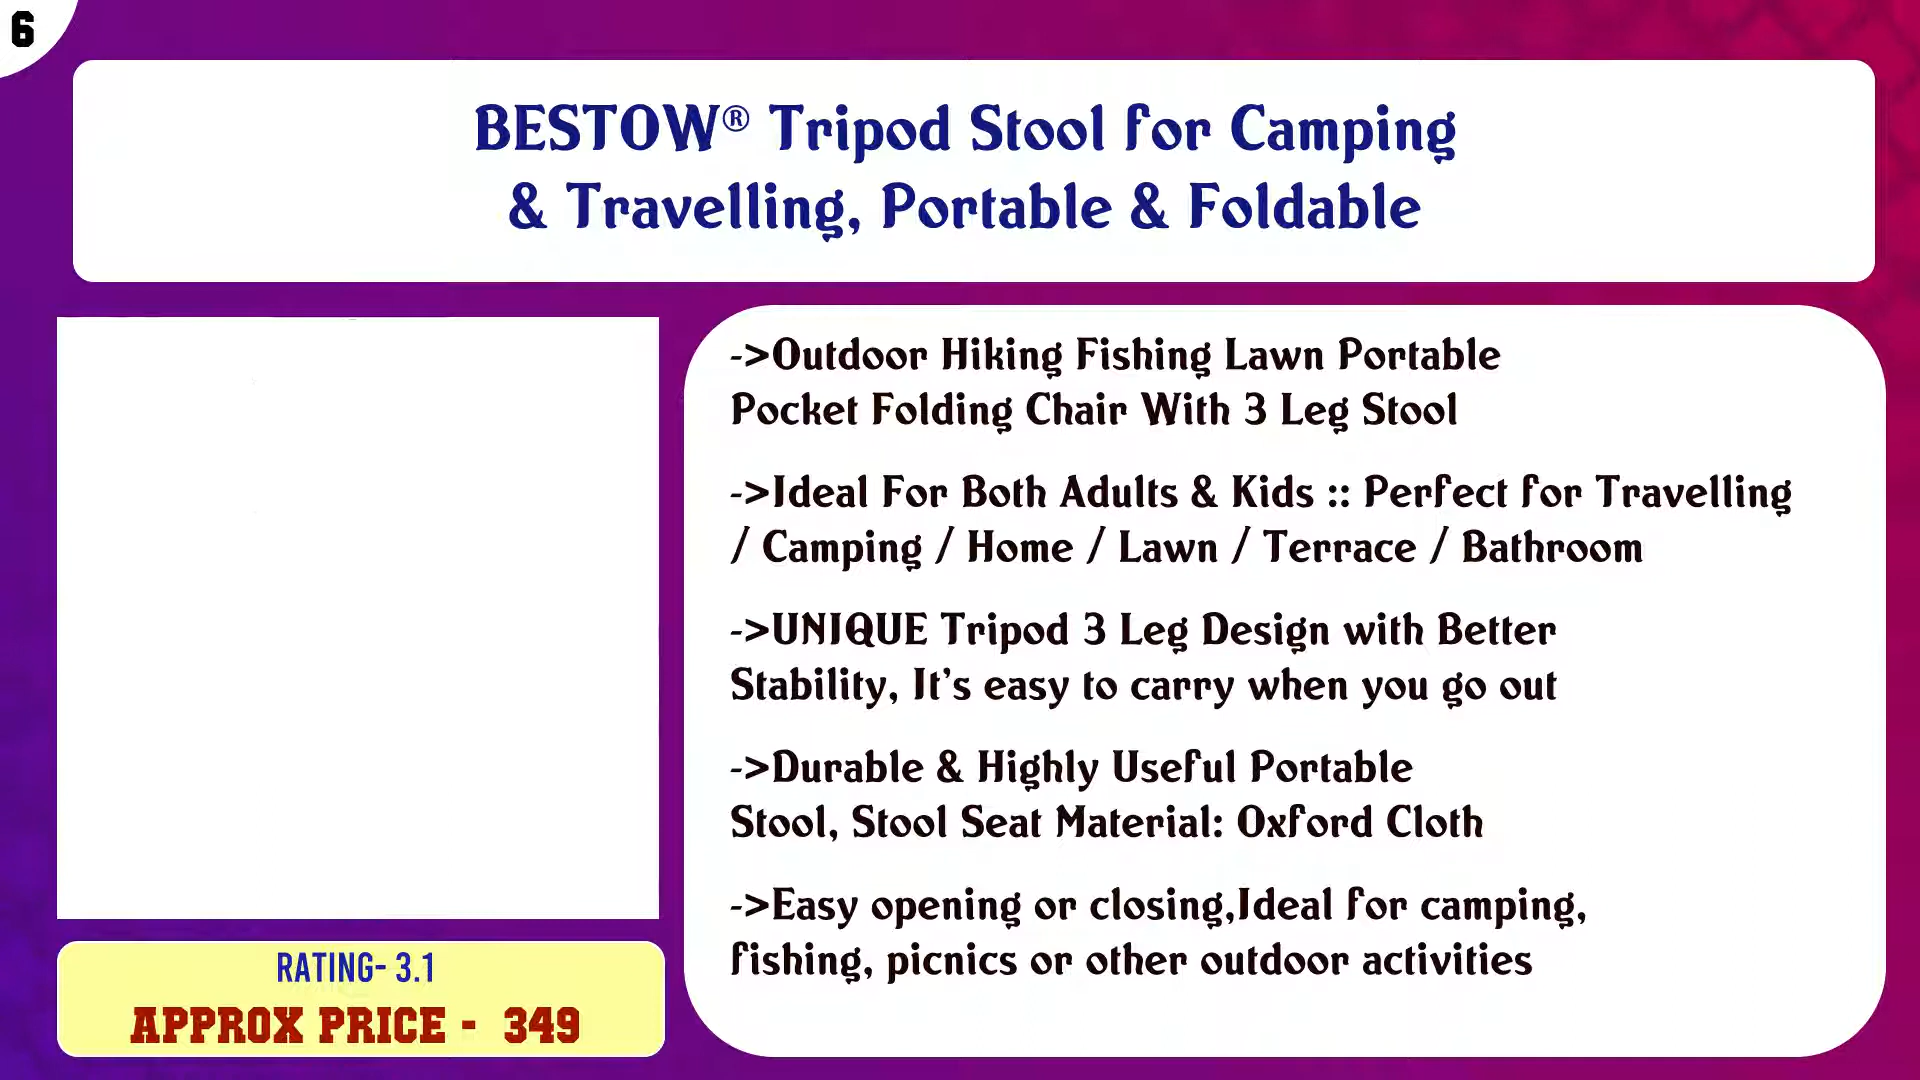 6
BESTOW® Tripod Stool for Camping
& Travelling, Portable & Foldable
->Outdoor Hiking Fishing Lawn Portable
Pocket Folding Chair With 3 Leg Stool
->Ideal For Both Adults & Kids :: Perfect for Travelling
/ Camping / Home / Lawn / Terrace / Bathroom
->UNIQUE Tripod 3 Leg Design with Better
Stability, It's easy to carry when you go out
->Durable & Highly Useful Portable
Stool, Stool Seat Material: Oxford Cloth
->Easy opening or closing,Ideal for camping,
fishing, picnics or other outdoor activities
RATING- 3.1
APPROX PRICE - 349